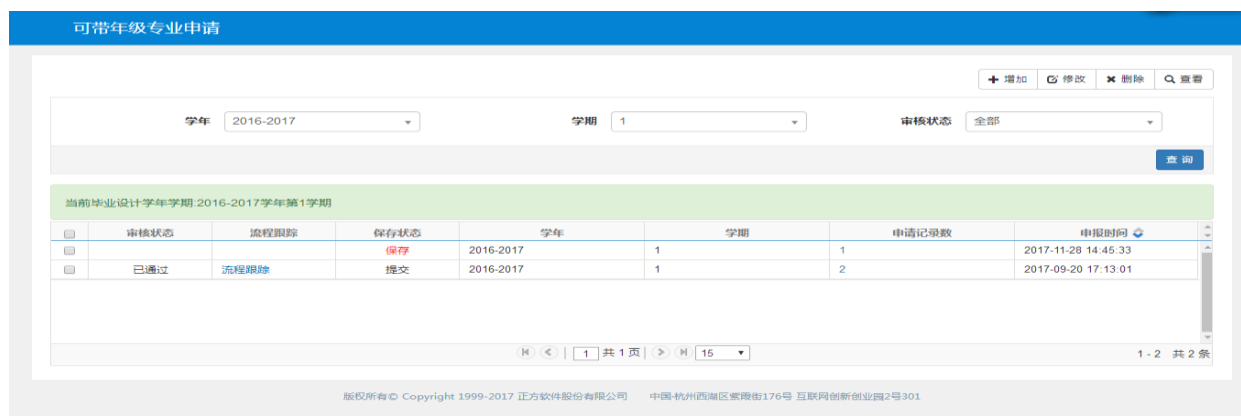 可带年级专业申请
增加 修改 删除 查看
学年 2016-2017 学期 1 审核状态 全部
查 询
当前毕业设计学年学期:2016-2017学年第1学期
审核状态 流程跟踪 保存状态 学年 学期 申请记录数 申报时间
保存 2016-2017 1 1 2017-11-28 14:45:33
已通过 流程跟踪 提交 2016-2017 1 2 2017-09-20 17:13:01
1 共 1 页 15 1 - 2 共 2 条
版权所有© Copyright 1999-2017 正方软件股份有限公司 中国·杭州西湖区紫霞街176号 互联网创新创业园2号301